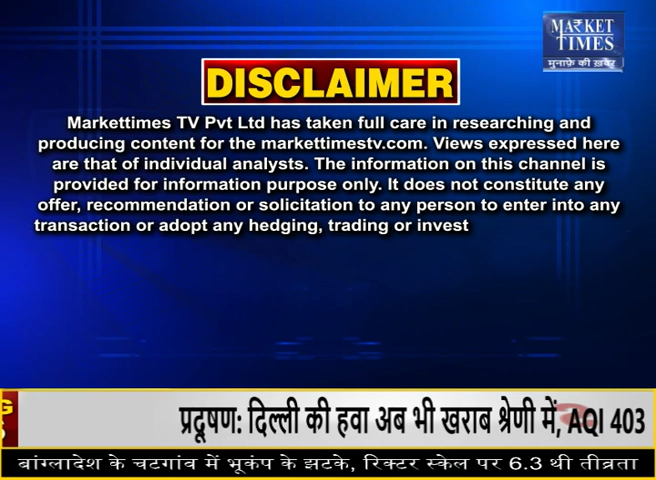 MARKET
TIMES
मुनाफ़े की ख़बर
DISCLAIMER
Markettimes TV Pvt Ltd has taken full care in researching and
producing content for the markettimestv.com. Views expressed here
are that of individual analysts. The information on this channel is
provided for information purpose only. It does not constitute any
offer, recommendation or solicitation to any person to enter into any
transaction or adopt any hedging, trading or invest
प्रदूषण: दिल्ली की हवा अब भी खराब श्रेणी में, AQI 403
बांग्लादेश के चटगांव में भूकंप के झटके, रिक्टर स्केल पर 6.3 थी तीव्रता